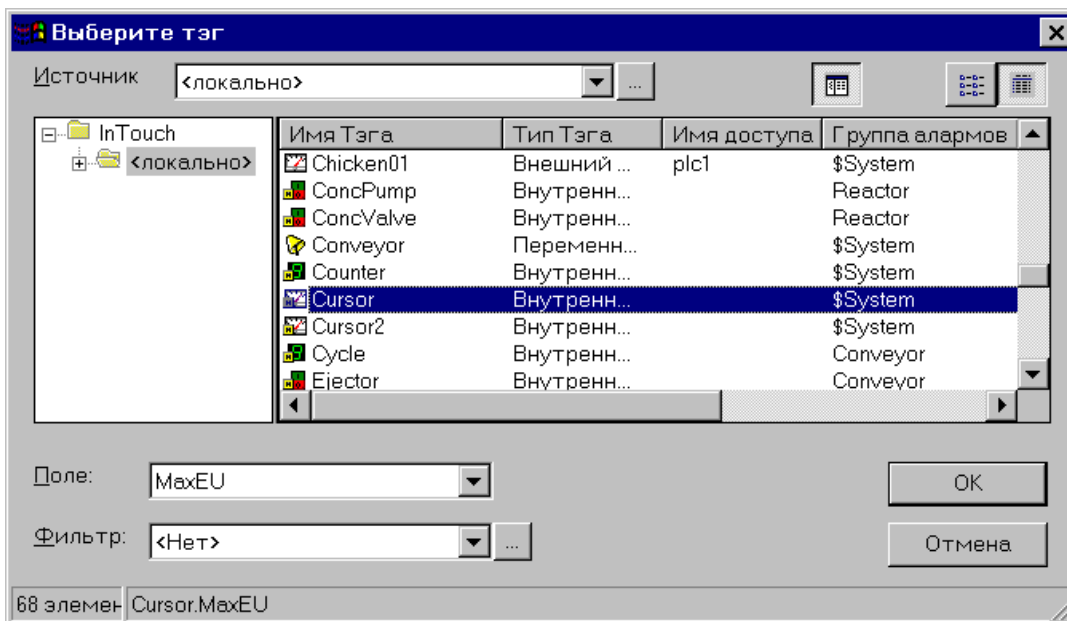 Выберите тэг
Источник <локально> ...
InTouch
<локально>
Имя Тэга Тип Тэга Имя доступа Группа алармов
Chicken01 Внешний ... plc1 $System
ConcPump Внутренн... Reactor
ConcValve Внутренн... Reactor
Conveyor Переменн... $System
Counter Внутренн... $System
Cursor Внутренн... $System
Cursor2 Внутренн... $System
Cycle Внутренн... Conveyor
Ejector Внутренн... Conveyor
Поле: MaxEU OK
Фильтр: <Нет> ... Отмена
68 элемен Cursor.MaxEU